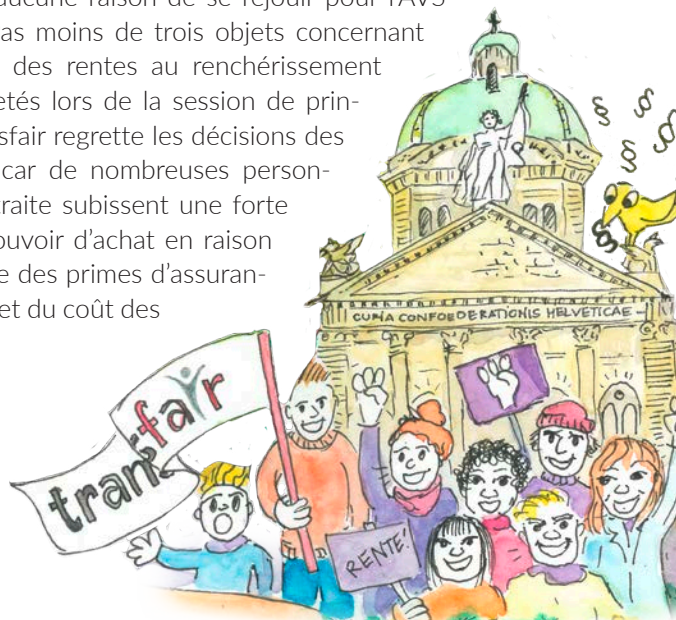 aucune raison de se réjouir pour l'AVS
as moins de trois objets concernant
des rentes au renchérissement
etés lors de la session de prin-
sfair regrette les décisions des
car de nombreuses person-
traite subissent une forte
ouvoir d'achat en raison
e des primes d'assuran-
et du coût des
§ § § § §
CURIA CONFOEDERATIONIS HELVETICAE
transfair
RENTE!